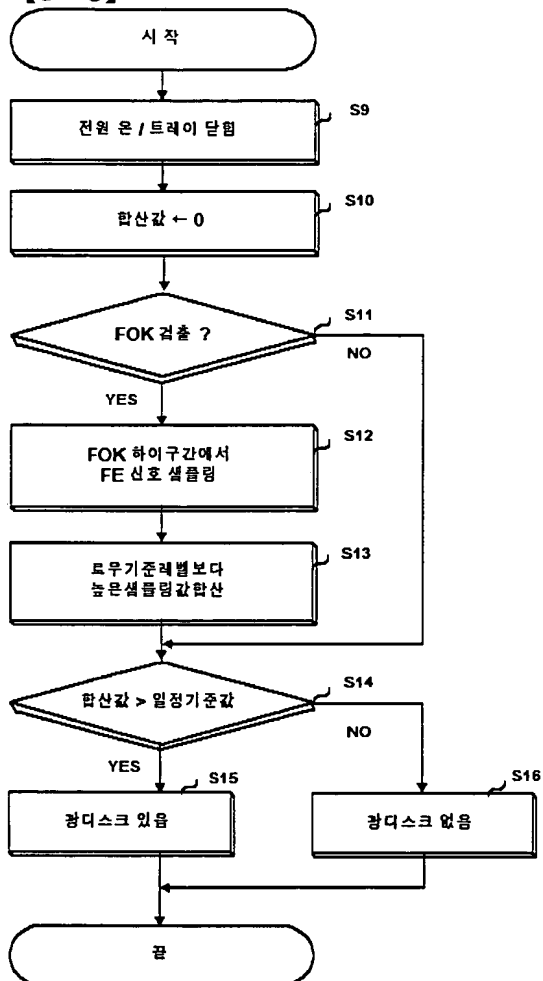 시 작
S9
전원 온 / 트레이 닫힘
S10
합산값 ← 0
S11
FOK 검출 ?
NO
YES
S12
FOK 하이구간에서
FE 신호 샘플링
S13
료무기준레벨보다
높은샘플링값합산
S14
합산값 > 일정기준값
NO
YES
S15
S16
광디스크 있음
광디스크 없음
끝